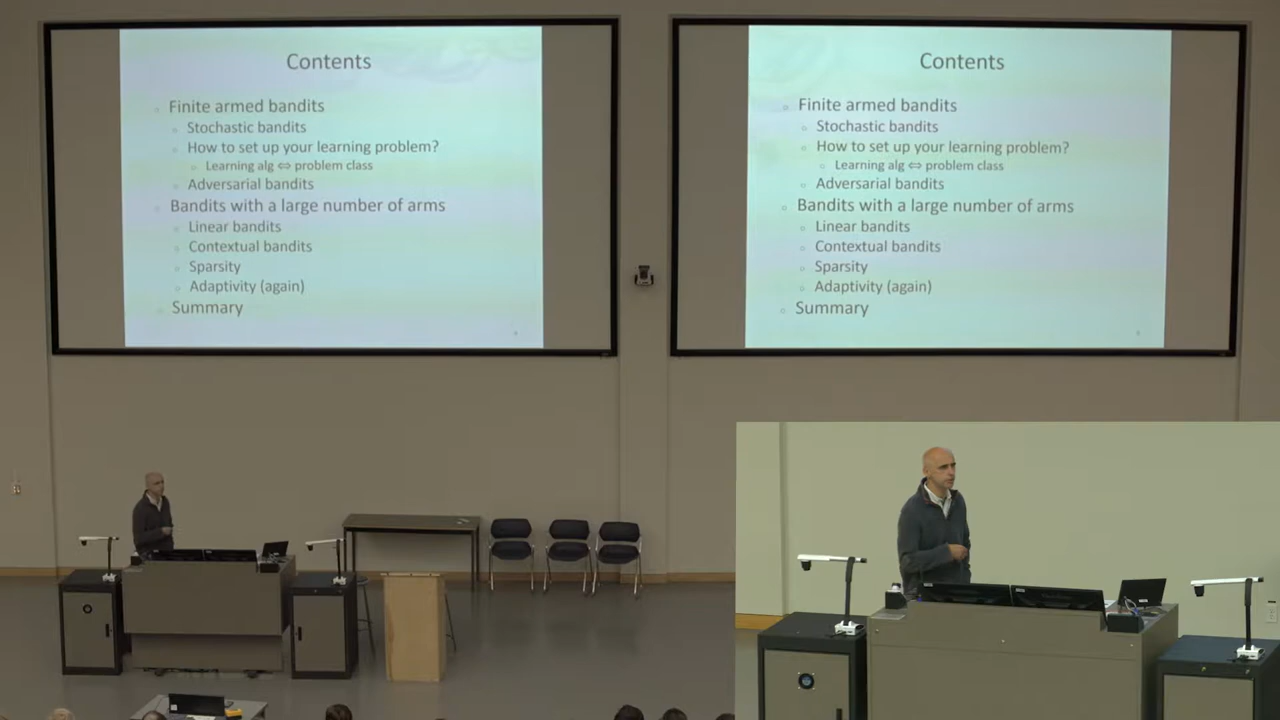 Contents
Finite armed bandits
Stochastic bandits
How to set up your learning problem?
Learning alg ⇔ problem class
Adversarial bandits
Bandits with a large number of arms
Linear bandits
Contextual bandits
Sparsity
Adaptivity (again)
Summary
Contents
Finite armed bandits
Stochastic bandits
How to set up your learning problem?
Learning alg ⇔ problem class
Adversarial bandits
Bandits with a large number of arms
Linear bandits
Contextual bandits
Sparsity
Adaptivity (again)
Summary